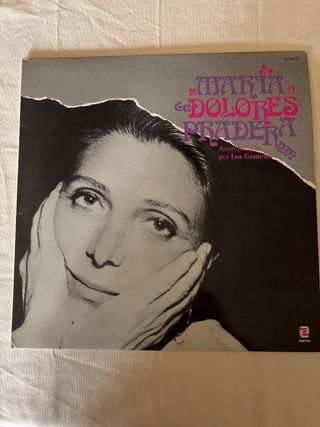 MARIA
DOLORES
PRADERA
Acompañada
por Los Gemelos